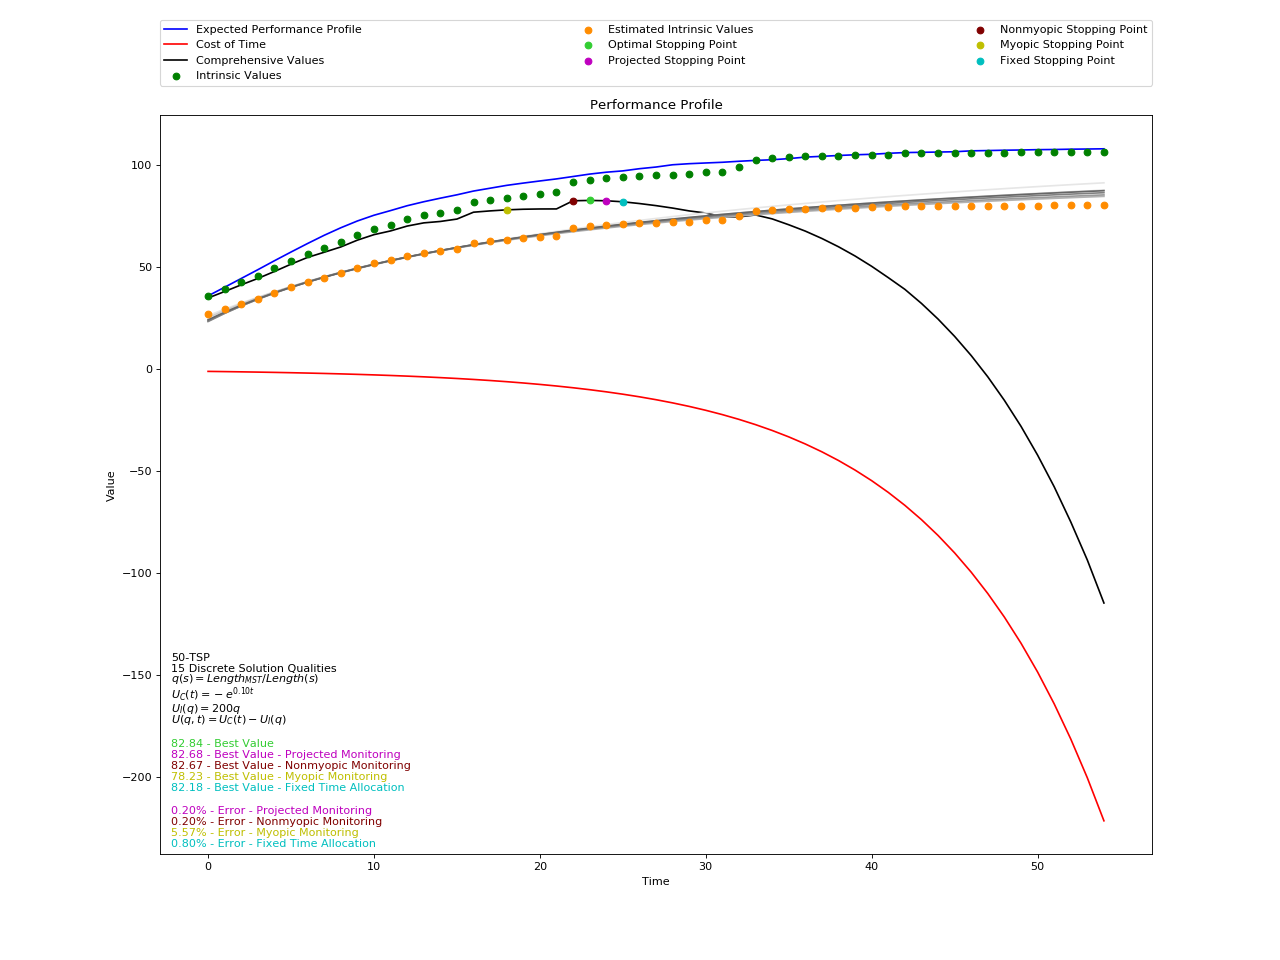 Expected Performance Profile
Cost of Time
Comprehensive Values
Intrinsic Values
Estimated Intrinsic Values
Optimal Stopping Point
Projected Stopping Point
Nonmyopic Stopping Point
Myopic Stopping Point
Fixed Stopping Point
Performance Profile
100
50
0
−50
−100
−150
−200
Value
50-TSP
15 Discrete Solution Qualities
q(s) = Length_{MST}/Length(s)
U_C(t) = −e^{0.10t}
U_I(q) = 200q
U(q, t) = U_C(t) − U_I(q)
82.84 - Best Value
82.68 - Best Value - Projected Monitoring
82.67 - Best Value - Nonmyopic Monitoring
78.23 - Best Value - Myopic Monitoring
82.18 - Best Value - Fixed Time Allocation
0.20% - Error - Projected Monitoring
0.20% - Error - Nonmyopic Monitoring
5.57% - Error - Myopic Monitoring
0.80% - Error - Fixed Time Allocation
0 10 20 30 40 50
Time